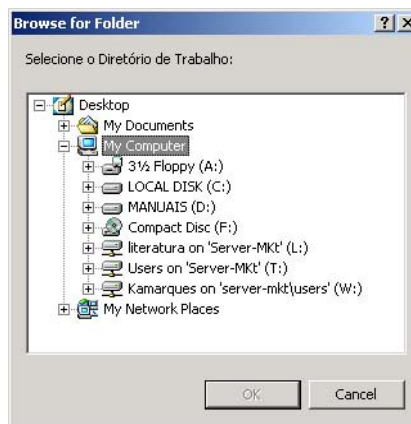 Browse for Folder
Selecione o Diretório de Trabalho:
Desktop
My Documents
My Computer
3½ Floppy (A:)
LOCAL DISK (C:)
MANUAIS (D:)
Compact Disc (F:)
literatura on 'Server-MKt' (L:)
Users on 'Server-MKt' (T:)
Kamarques on 'server-mkt\users' (W:)
My Network Places
OK Cancel